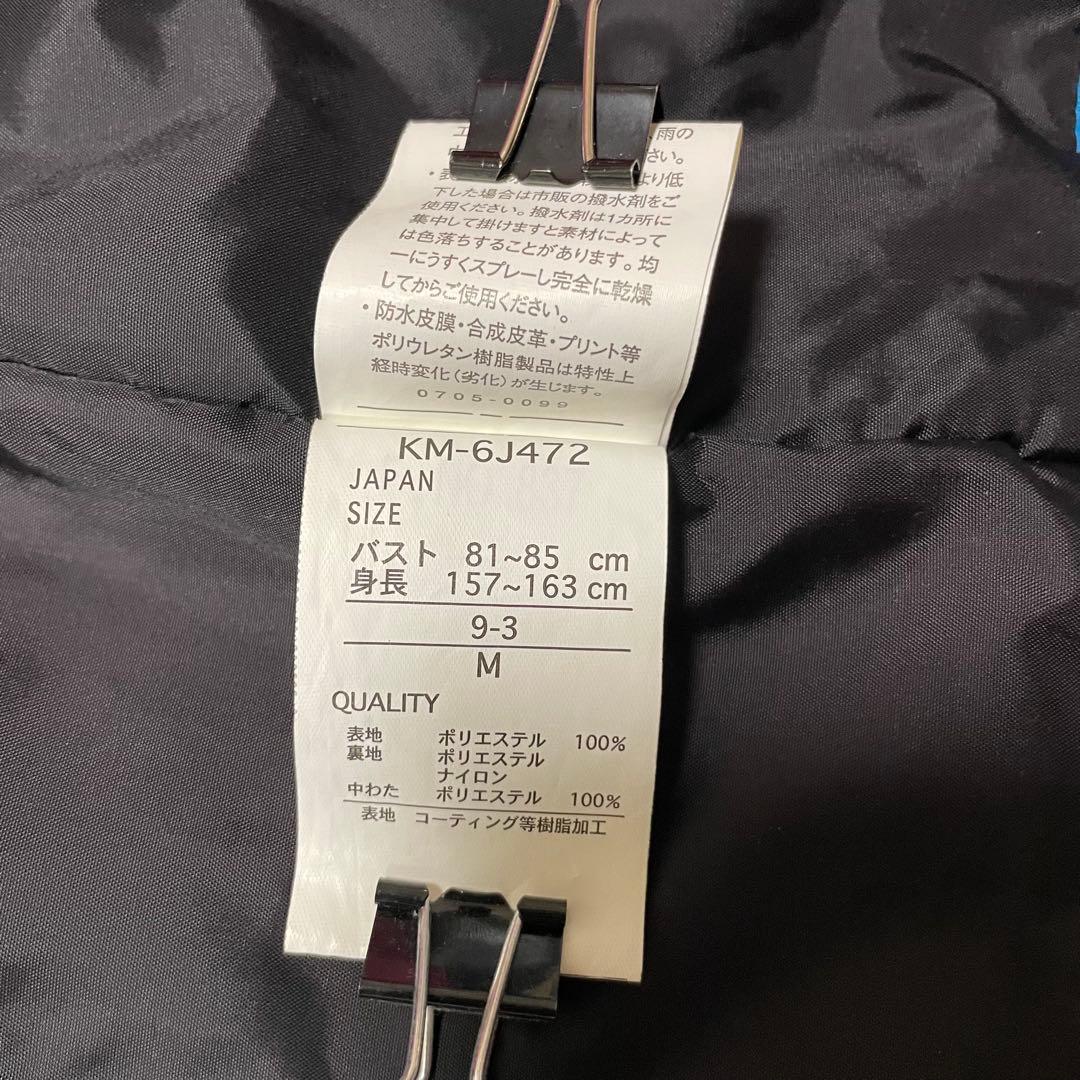 エ
、雨の
さい。
より低
下した場合は市販の撥水剤をご
使用ください。撥水剤は1カ所に
集中して掛けますと素材によって
は色落ちすることがあります。均
一にうすくスプレーし完全に乾燥
してからご使用ください。
・防水皮膜・合成皮革・プリント等
ポリウレタン樹脂製品は特性上
経時変化(劣化)が生じます。
0705-0099
KM-6J472
JAPAN
SIZE
バスト 81~85 cm
身長 157~163 cm
9-3
M
QUALITY
表地 ポリエステル 100%
裏地 ポリエステル
ナイロン
中わた ポリエステル 100%
表地 コーティング等樹脂加工